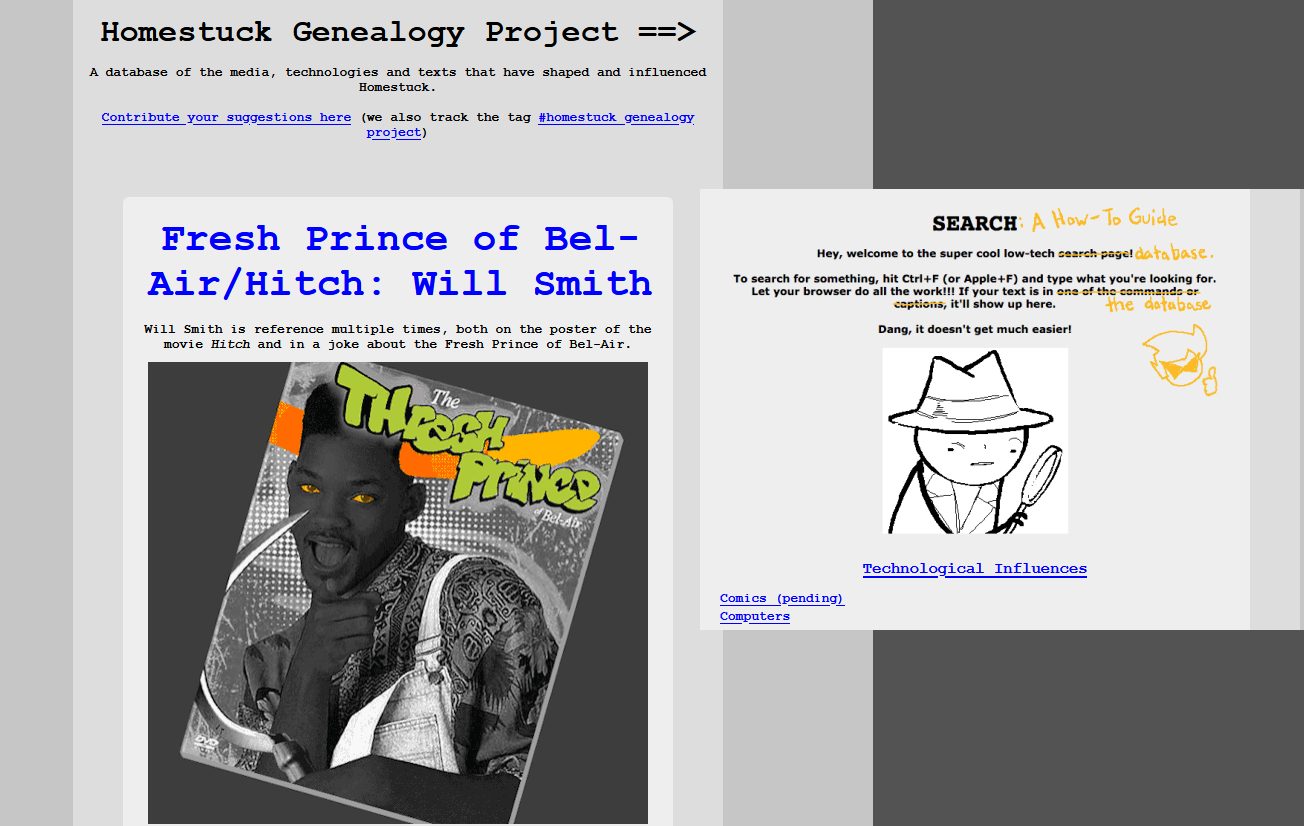 Homestuck Genealogy Project ==>
A database of the media, technologies and texts that have shaped and influenced
Homestuck.
Contribute your suggestions here (we also track the tag #homestuck genealogy
project)
Fresh Prince of Bel-
Air/Hitch: Will Smith
Will Smith is reference multiple times, both on the poster of the
movie Hitch and in a joke about the Fresh Prince of Bel-Air.
The
THresH
PrincE
of Bel-Air
DVD
SEARCH: A How-To Guide
Hey, welcome to the super cool low-tech search page! database.
To search for something, hit Ctrl+F (or Apple+F) and type what you're looking for.
Let your browser do all the work!!! If your text is in one of the commands or
captions, it'll show up here. the database
Dang, it doesn't get much easier!
Technological Influences
Comics (pending)
Computers